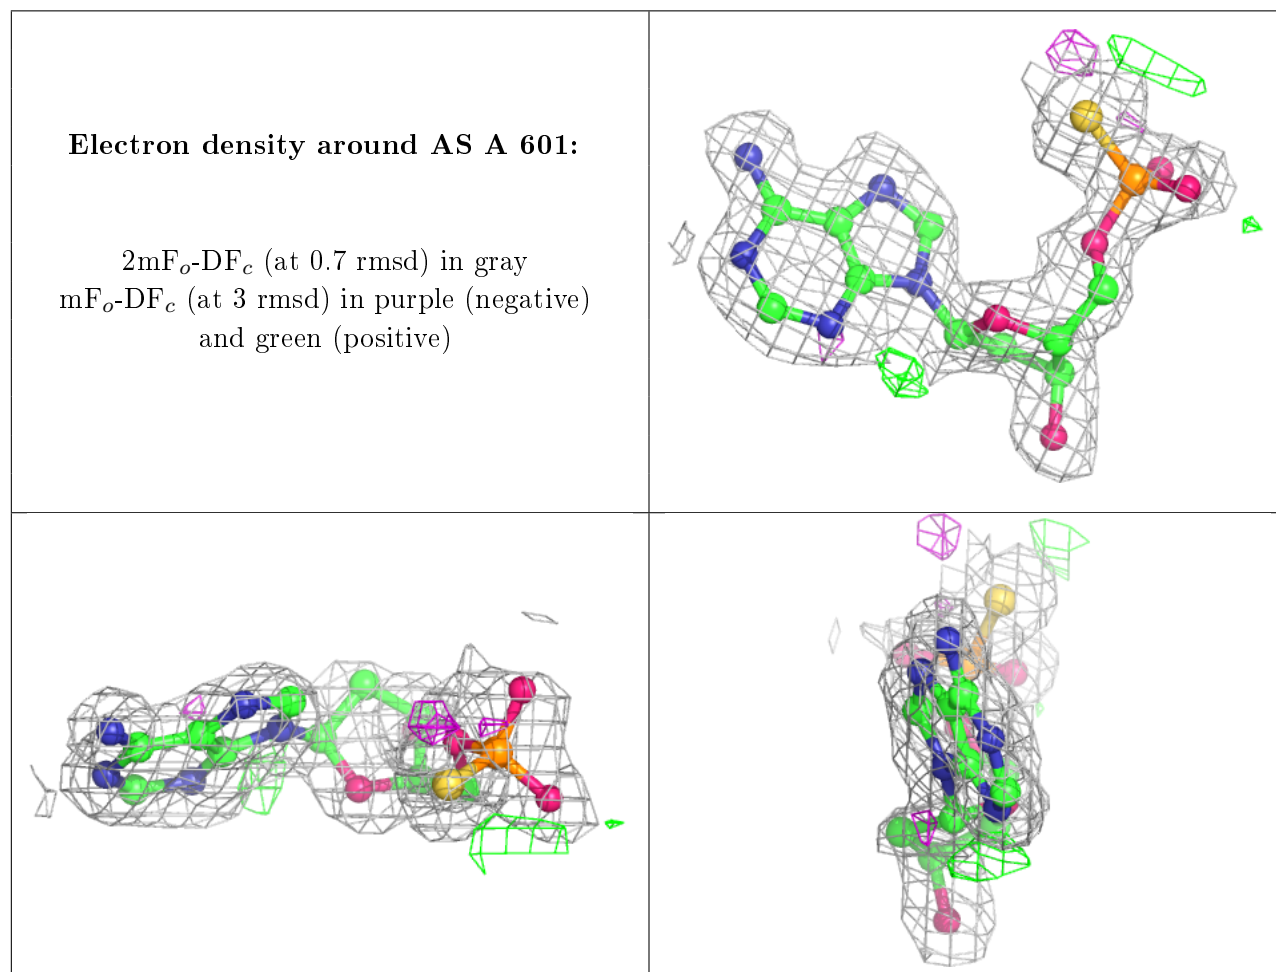 Electron density around AS A 601:
2mFₒ-DF𝒸 (at 0.7 rmsd) in gray
mFₒ-DF𝒸 (at 3 rmsd) in purple (negative)
and green (positive)